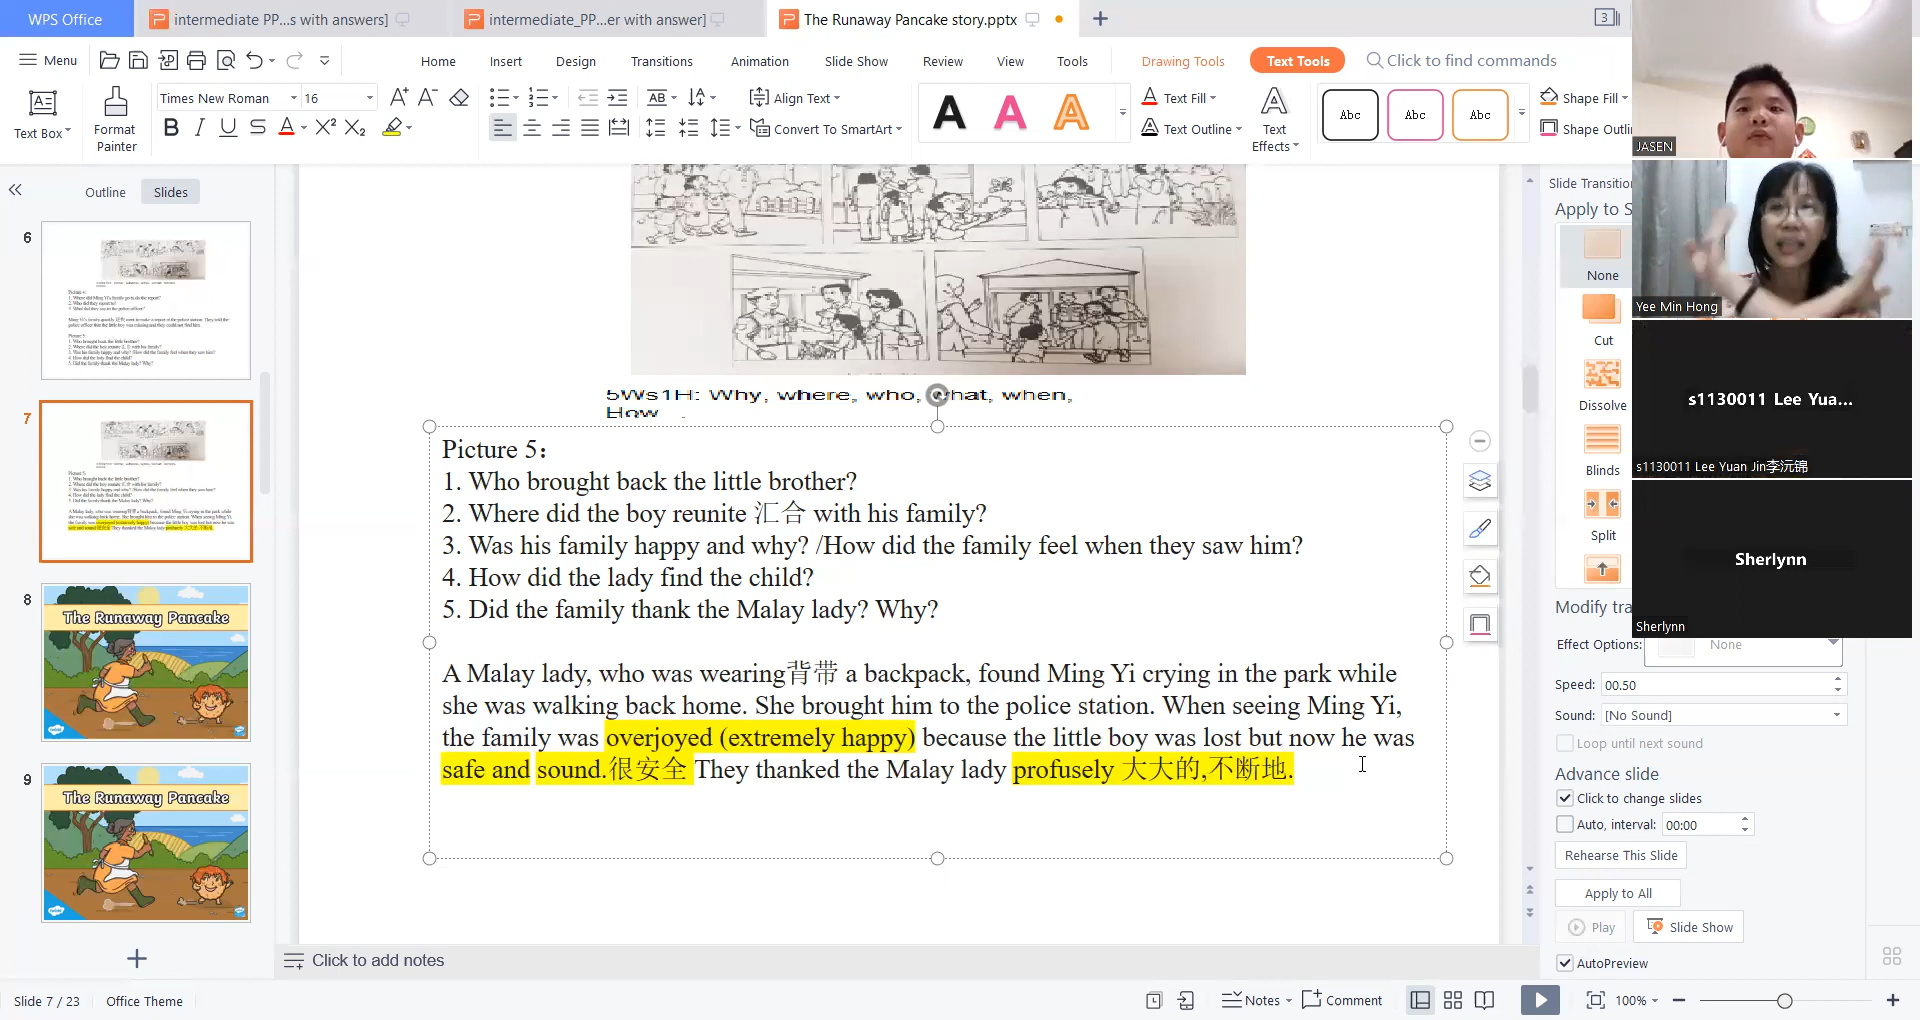 WPS Office
intermediate PP...s with answers]
intermediate_PP...er with answer]
The Runaway Pancake story.pptx
3
Menu
Home
Insert
Design
Transitions
Animation
Slide Show
Review
View
Tools
Drawing Tools
Text Tools
Click to find commands
Text Box
Format
Painter
Times New Roman
16
AB
Align Text
Convert To SmartArt
Text Fill
Text Outline
Text
Effects
Abc
Abc
Abc
Shape Fill
Shape Outli
JASEN
Yee Min Hong
s1130011 Lee Yua...
s1130011 Lee Yuan Jin李沅锦
Sherlynn
Sherlynn
Outline
Slides
6
7
8
The Runaway Pancake
9
The Runaway Pancake
5Ws1H: Why, where, who, what, when,
How
Picture 5：
1. Who brought back the little brother?
2. Where did the boy reunite 汇合 with his family?
3. Was his family happy and why? /How did the family feel when they saw him?
4. How did the lady find the child?
5. Did the family thank the Malay lady? Why?
A Malay lady, who was wearing背带 a backpack, found Ming Yi crying in the park while
she was walking back home. She brought him to the police station. When seeing Ming Yi,
the family was overjoyed (extremely happy) because the little boy was lost but now he was
safe and sound.很安全 They thanked the Malay lady profusely 大大的,不断地.
Slide Transition
Apply to S
None
Cut
Dissolve
Blinds
Split
Modify tra
Effect Options:
None
Speed:
00.50
Sound:
[No Sound]
Loop until next sound
Advance slide
Click to change slides
Auto, interval:
00:00
Rehearse This Slide
Apply to All
Play
Slide Show
AutoPreview
Click to add notes
Slide 7 / 23
Office Theme
Notes
Comment
100%